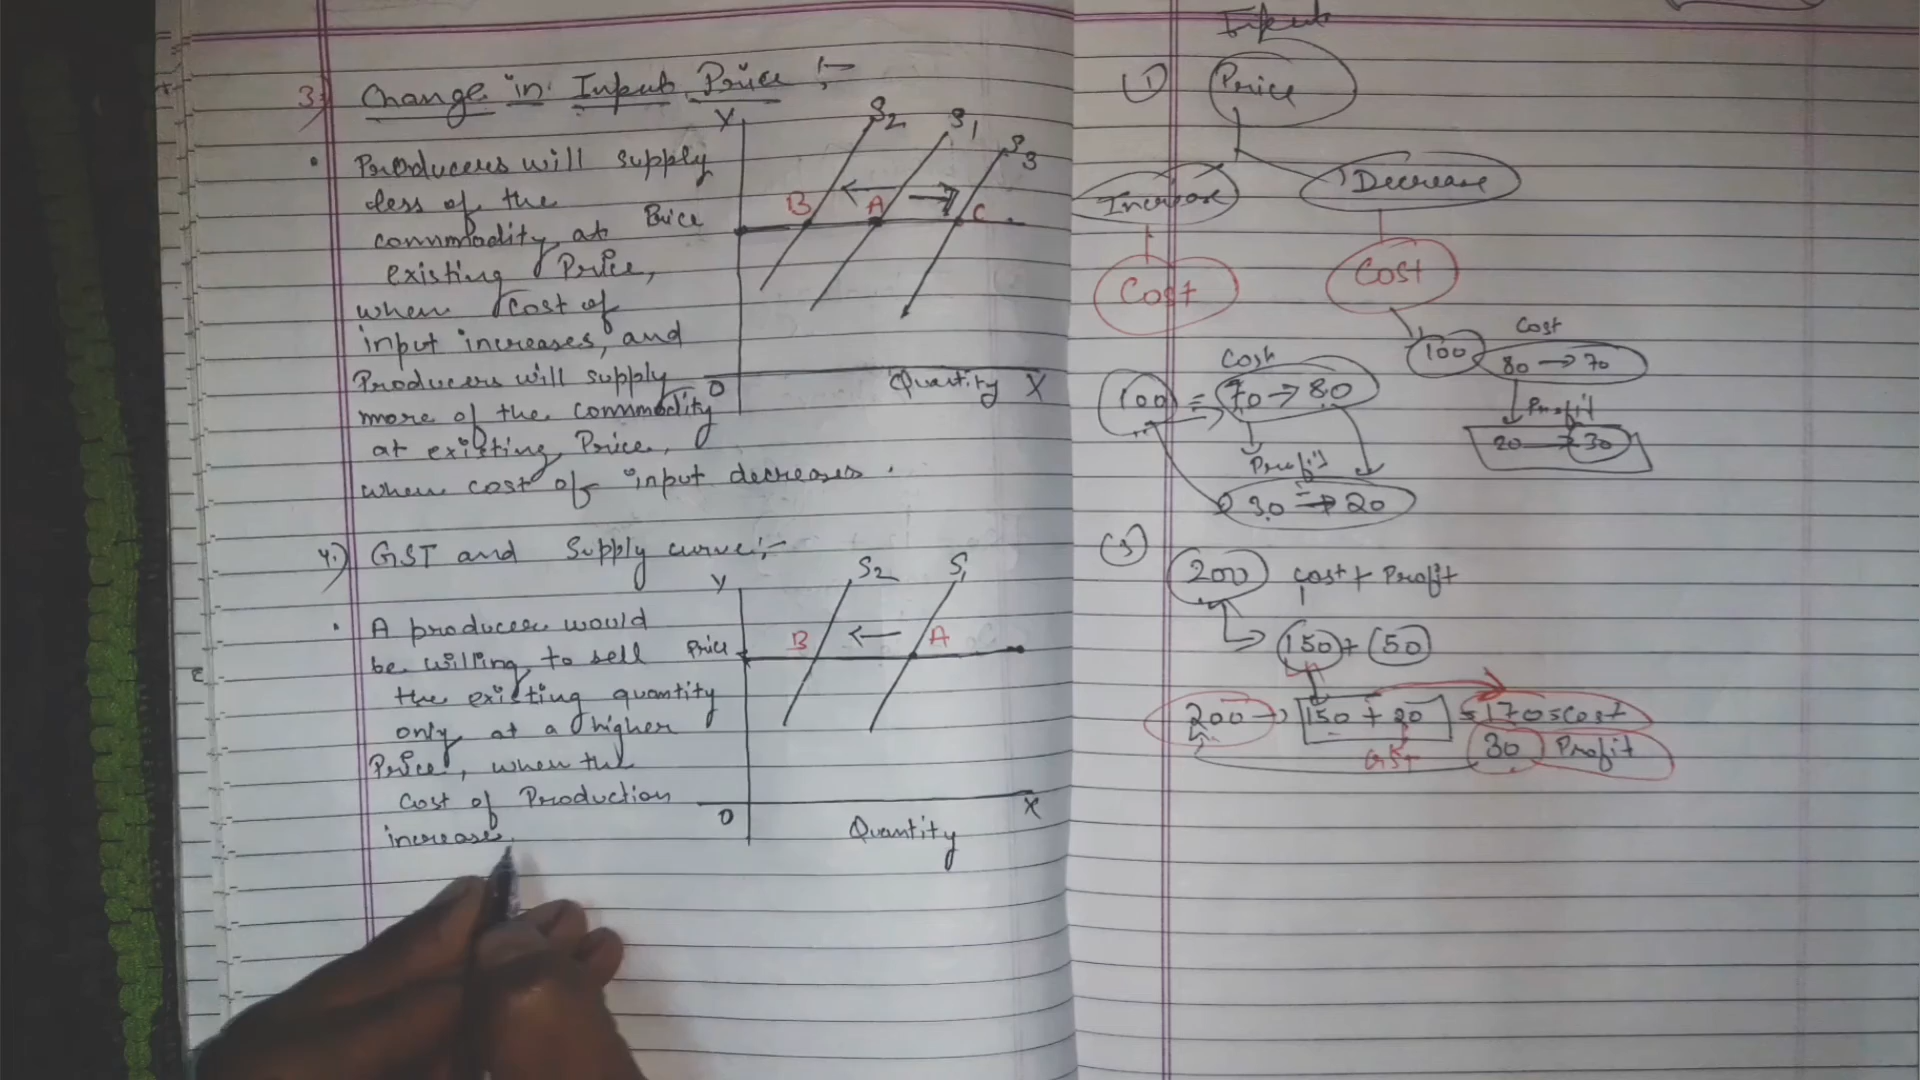 3) Change in Input Price :-
Y S2 S1 S3
• Producers will supply
less of the
commodity at Price B A C
existing Price,
when cost of
input increases, and
Producers will supply O Quantity X
more of the commodity
at existing Price,
when cost of input decreases .
4.) GST and Supply curve:-
Y S2 S1
• A producer would
be willing to sell Price B A
the existing quantity
only at a higher
Price, when the
cost of Production O X
increase. Quantity
Input
(1) Price
Increase Decrease
Cost Cost
100 Cost
80 → 70
Profit
20 → 30
Cost
100 = 70 → 80
Profit
30 → 20
200 cost + Profit
150 + 50
200 → 150 + 20 = 170 = cost
GST 30 Profit